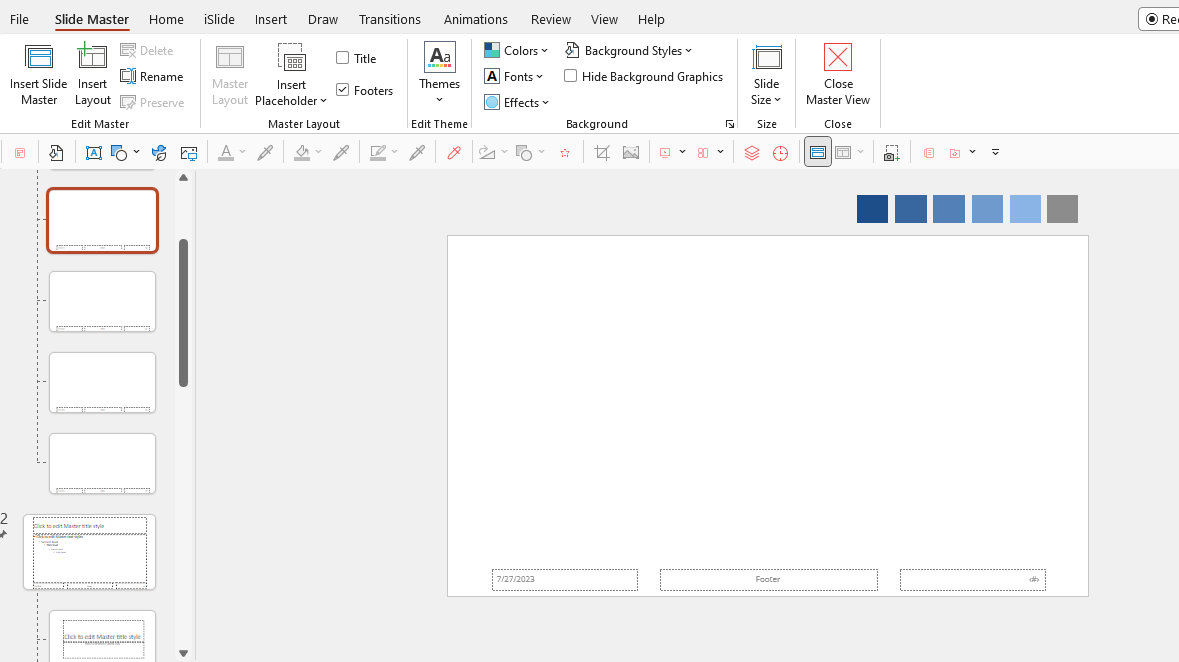 File Slide Master Home iSlide Insert Draw Transitions Animations Review View Help Rec
Insert Slide Master
Insert Layout
Delete
Rename
Preserve
Edit Master
Master Layout
Insert Placeholder
Title
Footers
Master Layout
Aa
Themes
Edit Theme
Colors
A Fonts
Effects
Background Styles
Hide Background Graphics
Background
Slide Size
Size
Close Master View
Close
2
Click to edit Master title style
Click to edit Master title style
7/27/2023
Footer
‹#›